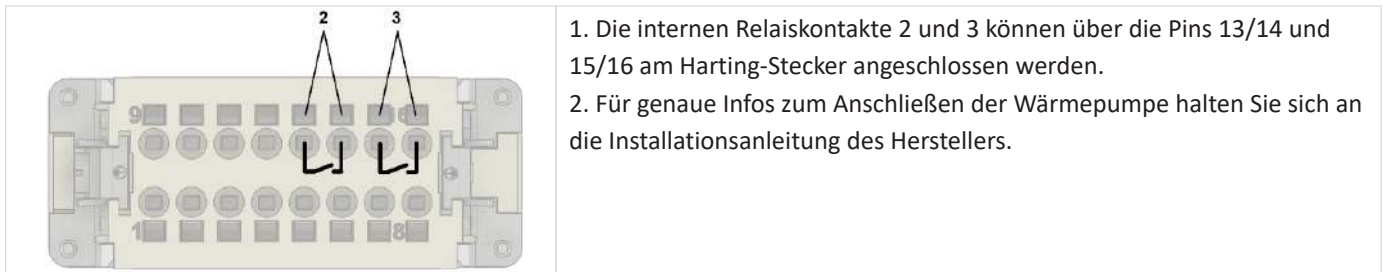 2 3
9
1 8
1. Die internen Relaiskontakte 2 und 3 können über die Pins 13/14 und
15/16 am Harting-Stecker angeschlossen werden.
2. Für genaue Infos zum Anschließen der Wärmepumpe halten Sie sich an
die Installationsanleitung des Herstellers.